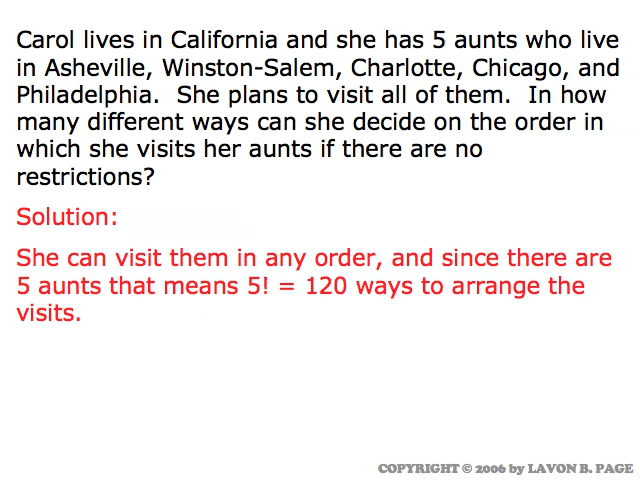 Carol lives in California and she has 5 aunts who live
in Asheville, Winston-Salem, Charlotte, Chicago, and
Philadelphia.  She plans to visit all of them.  In how
many different ways can she decide on the order in
which she visits her aunts if there are no
restrictions?
Solution:
She can visit them in any order, and since there are
5 aunts that means 5! = 120 ways to arrange the
visits.
COPYRIGHT © 2006 by LAVON B. PAGE